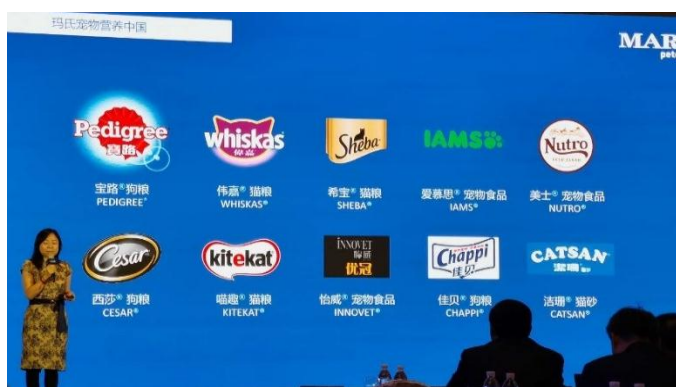 玛氏宠物营养中国
MAR
Pedigree
宝路
宝路® 狗粮
PEDIGREE®
whiskas
伟嘉
伟嘉® 猫粮
WHISKAS®
Sheba
希宝® 猫粮
SHEBA®
IAMS
爱慕思® 宠物食品
IAMS®
Nutro
美士® 宠物食品
NUTRO®
Cesar
西莎® 狗粮
CESAR®
kitekat
喵趣® 猫粮
KITEKAT®
INNOVET
优冠
怡威® 宠物食品
INNOVET®
Chappi
佳贝
佳贝® 狗粮
CHAPPI®
CATSAN
洁珊® 猫砂
CATSAN®